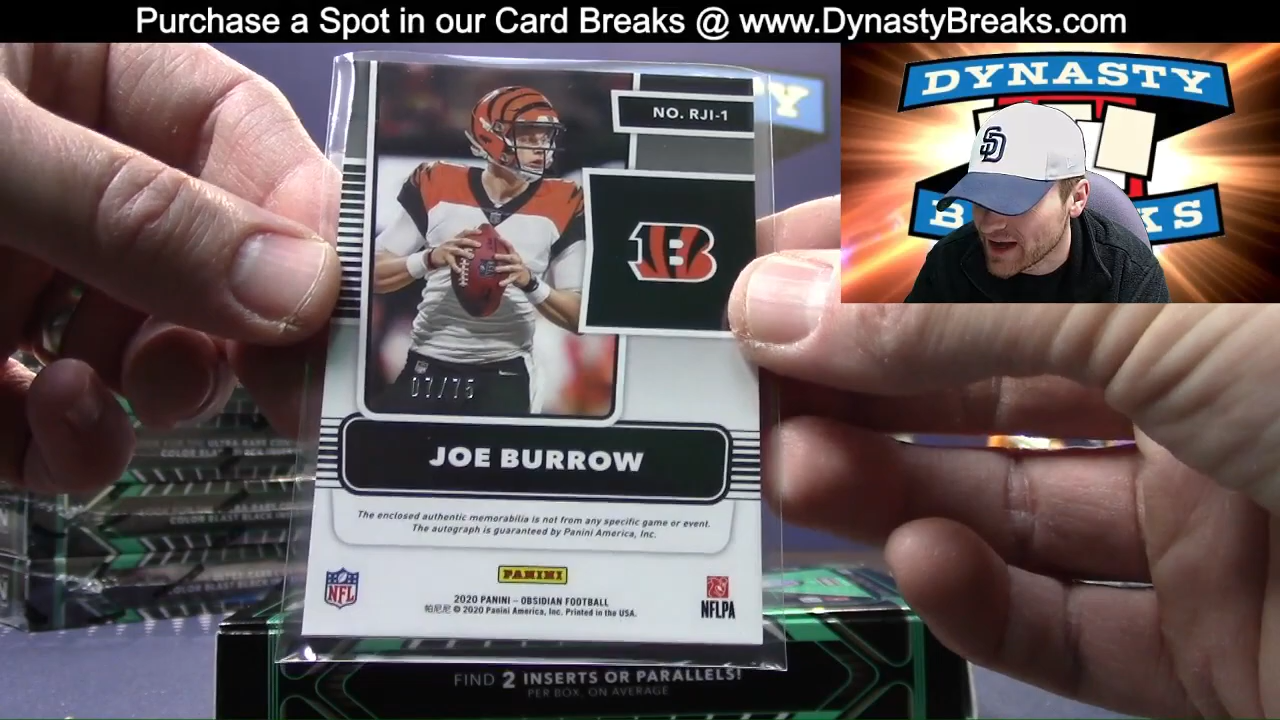 Purchase a Spot in our Card Breaks @ www.DynastyBreaks.com
DYNASTY
NO. RJI-1
B
07/75
JOE BURROW
The enclosed authentic memorabilia is not from any specific game or event.
The autograph is guaranteed by Panini America, Inc.
PANINI
NFL
NFLPA
2020 PANINI – OBSIDIAN FOOTBALL
帕尼尼 © 2020 Panini America, Inc. Printed in the USA.
FIND 2 INSERTS OR PARALLELS!
PER BOX, ON AVERAGE